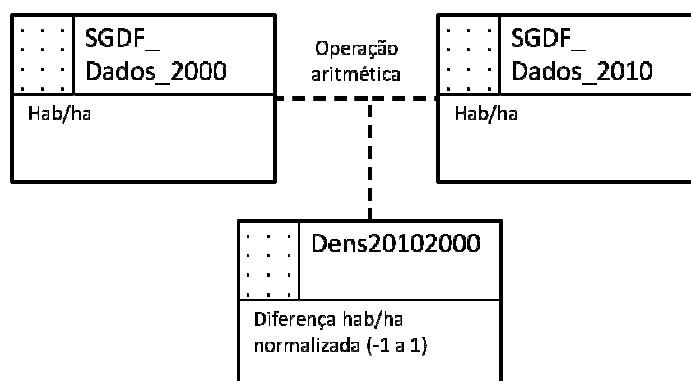 SGDF_
Dados_2000
Hab/ha
Operação
aritmética
SGDF_
Dados_2010
Hab/ha
Dens20102000
Diferença hab/ha
normalizada (-1 a 1)